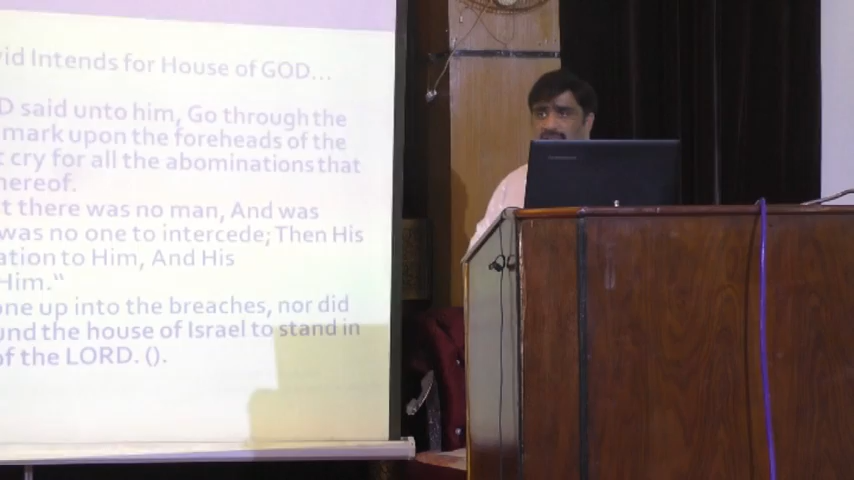 vid Intends for House of GOD...
D said unto him, Go through the
mark upon the foreheads of the
t cry for all the abominations that
hereof.
t there was no man, And was
was no one to intercede; Then His
ation to Him, And His
Him."
one up into the breaches, nor did
und the house of Israel to stand in
of the LORD. ().